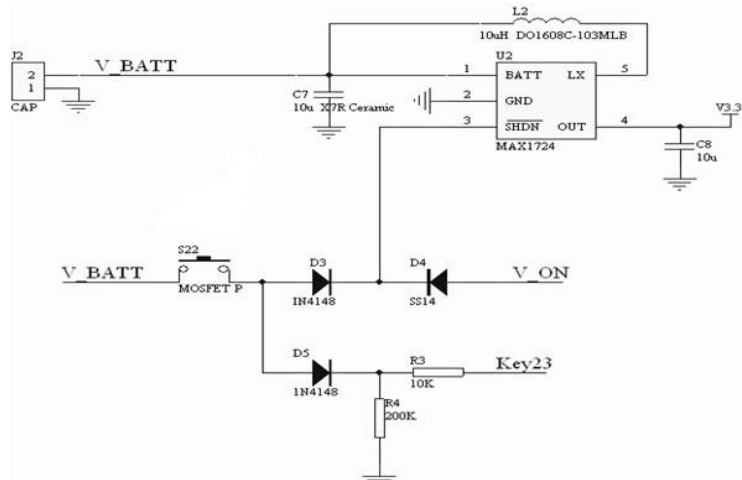 L2
10uH DO1608C-103MLB
J2
2
1
CAP
V_BATT
U2
1 BATT LX 5
2 GND
3 SHDN OUT 4
MAX1724
C7
10u X7R Ceramic
V3.3
C8
10u
V_BATT
S22
MOSFET P
D3
1N4148
D4
SS14
V_ON
D5
1N4148
R3
10K
Key23
R4
200K